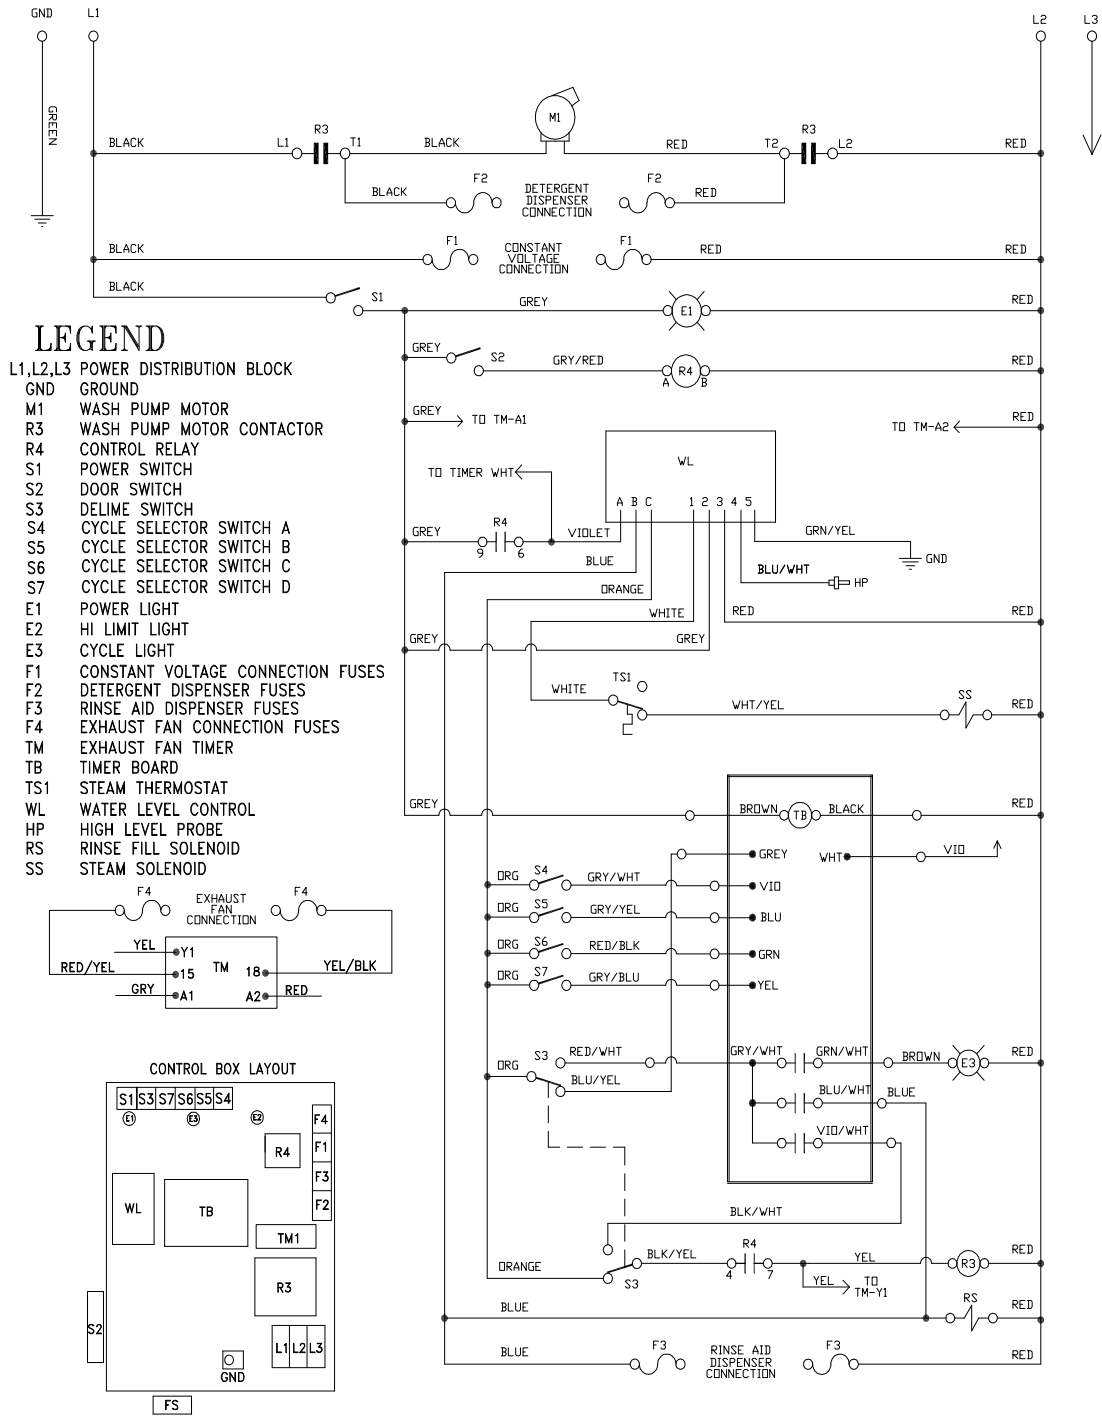 GND L1 L2 L3
GREEN
M1
BLACK L1 R3 T1 BLACK RED T2 R3 L2 RED
BLACK F2 DETERGENT F2 RED
DISPENSER
CONNECTION
BLACK F1 CONSTANT F1 RED RED
VOLTAGE
CONNECTION
BLACK S1 GREY E1 RED
GREY S2 GRY/RED A R4 B RED
GREY TO TM-A1 TO TM-A2 RED
WL
TO TIMER WHT
A B C 1 2 3 4 5
GREY 9 R4 6 VIOLET GRN/YEL
GND
BLUE BLU/WHT HP
ORANGE
WHITE RED RED
GREY GREY
WHITE TS1 WHT/YEL SS RED
GREY BROWN TB BLACK RED
GREY WHT VIO
ORG S4 GRY/WHT VIO
ORG S5 GRY/YEL BLU
ORG S6 RED/BLK GRN
ORG S7 GRY/BLU YEL
ORG S3 RED/WHT GRY/WHT GRN/WHT BROWN E3 RED
BLU/YEL BLU/WHT BLUE
VIO/WHT
BLK/WHT
ORANGE S3 BLK/YEL 4 R4 7 YEL R3 RED
YEL TO
TM-Y1
BLUE RS RED
BLUE F3 RINSE AID F3 RED
DISPENSER
CONNECTION
LEGEND
L1,L2,L3 POWER DISTRIBUTION BLOCK
GND GROUND
M1 WASH PUMP MOTOR
R3 WASH PUMP MOTOR CONTACTOR
R4 CONTROL RELAY
S1 POWER SWITCH
S2 DOOR SWITCH
S3 DELIME SWITCH
S4 CYCLE SELECTOR SWITCH A
S5 CYCLE SELECTOR SWITCH B
S6 CYCLE SELECTOR SWITCH C
S7 CYCLE SELECTOR SWITCH D
E1 POWER LIGHT
E2 HI LIMIT LIGHT
E3 CYCLE LIGHT
F1 CONSTANT VOLTAGE CONNECTION FUSES
F2 DETERGENT DISPENSER FUSES
F3 RINSE AID DISPENSER FUSES
F4 EXHAUST FAN CONNECTION FUSES
TM EXHAUST FAN TIMER
TB TIMER BOARD
TS1 STEAM THERMOSTAT
WL WATER LEVEL CONTROL
HP HIGH LEVEL PROBE
RS RINSE FILL SOLENOID
SS STEAM SOLENOID
F4 EXHAUST F4
FAN
CONNECTION
YEL Y1
RED/YEL 15 TM 18 YEL/BLK
GRY A1 A2 RED
CONTROL BOX LAYOUT
S1 S3 S7 S6 S5 S4
E1 E3 E2
F4
R4 F1
F3
WL TB F2
TM1
R3
S2 L1 L2 L3
GND
FS